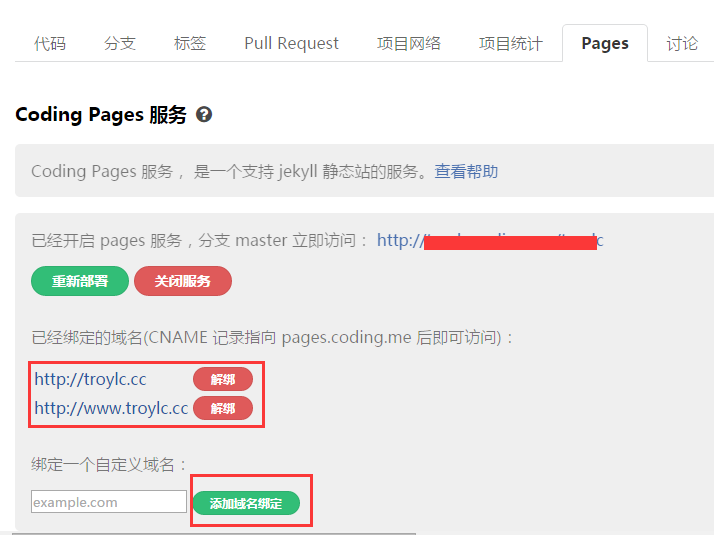 代码 分支 标签 Pull Request 项目网络 项目统计 Pages 讨论
Coding Pages 服务 ?
Coding Pages 服务 ，是一个支持 jekyll 静态站的服务。查看帮助
已经开启 pages 服务，分支 master 立即访问： http://
重新部署 关闭服务
已经绑定的域名(CNAME 记录指向 pages.coding.me 后即可访问)：
http://troylc.cc 解绑
http://www.troylc.cc 解绑
绑定一个自定义域名：
example.com 添加域名绑定